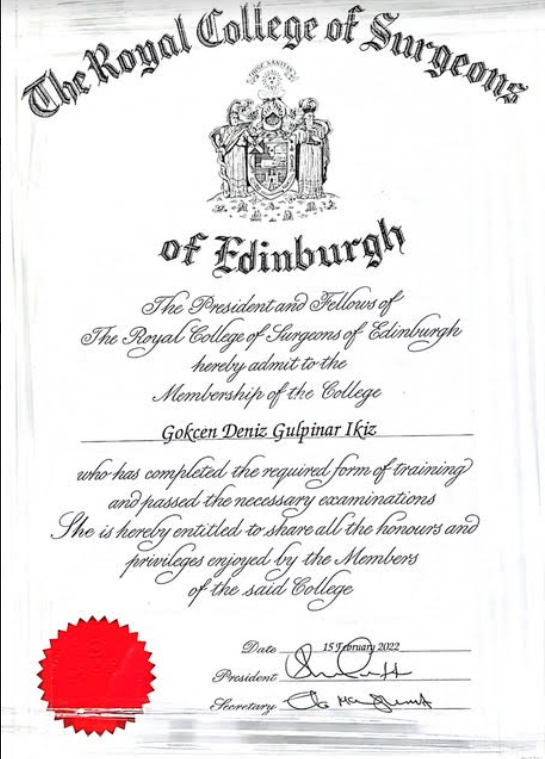 The Royal College of Surgeons
of Edinburgh
The President and Fellows of
The Royal College of Surgeons of Edinburgh
hereby admit to the
Membership of the College
Gokcen Deniz Gulpinar Ikiz
who has completed the required form of training
and passed the necessary examinations
She is hereby entitled to share all the honours and
privileges enjoyed by the Members
of the said College
Date 15 February 2022
President
Secretary